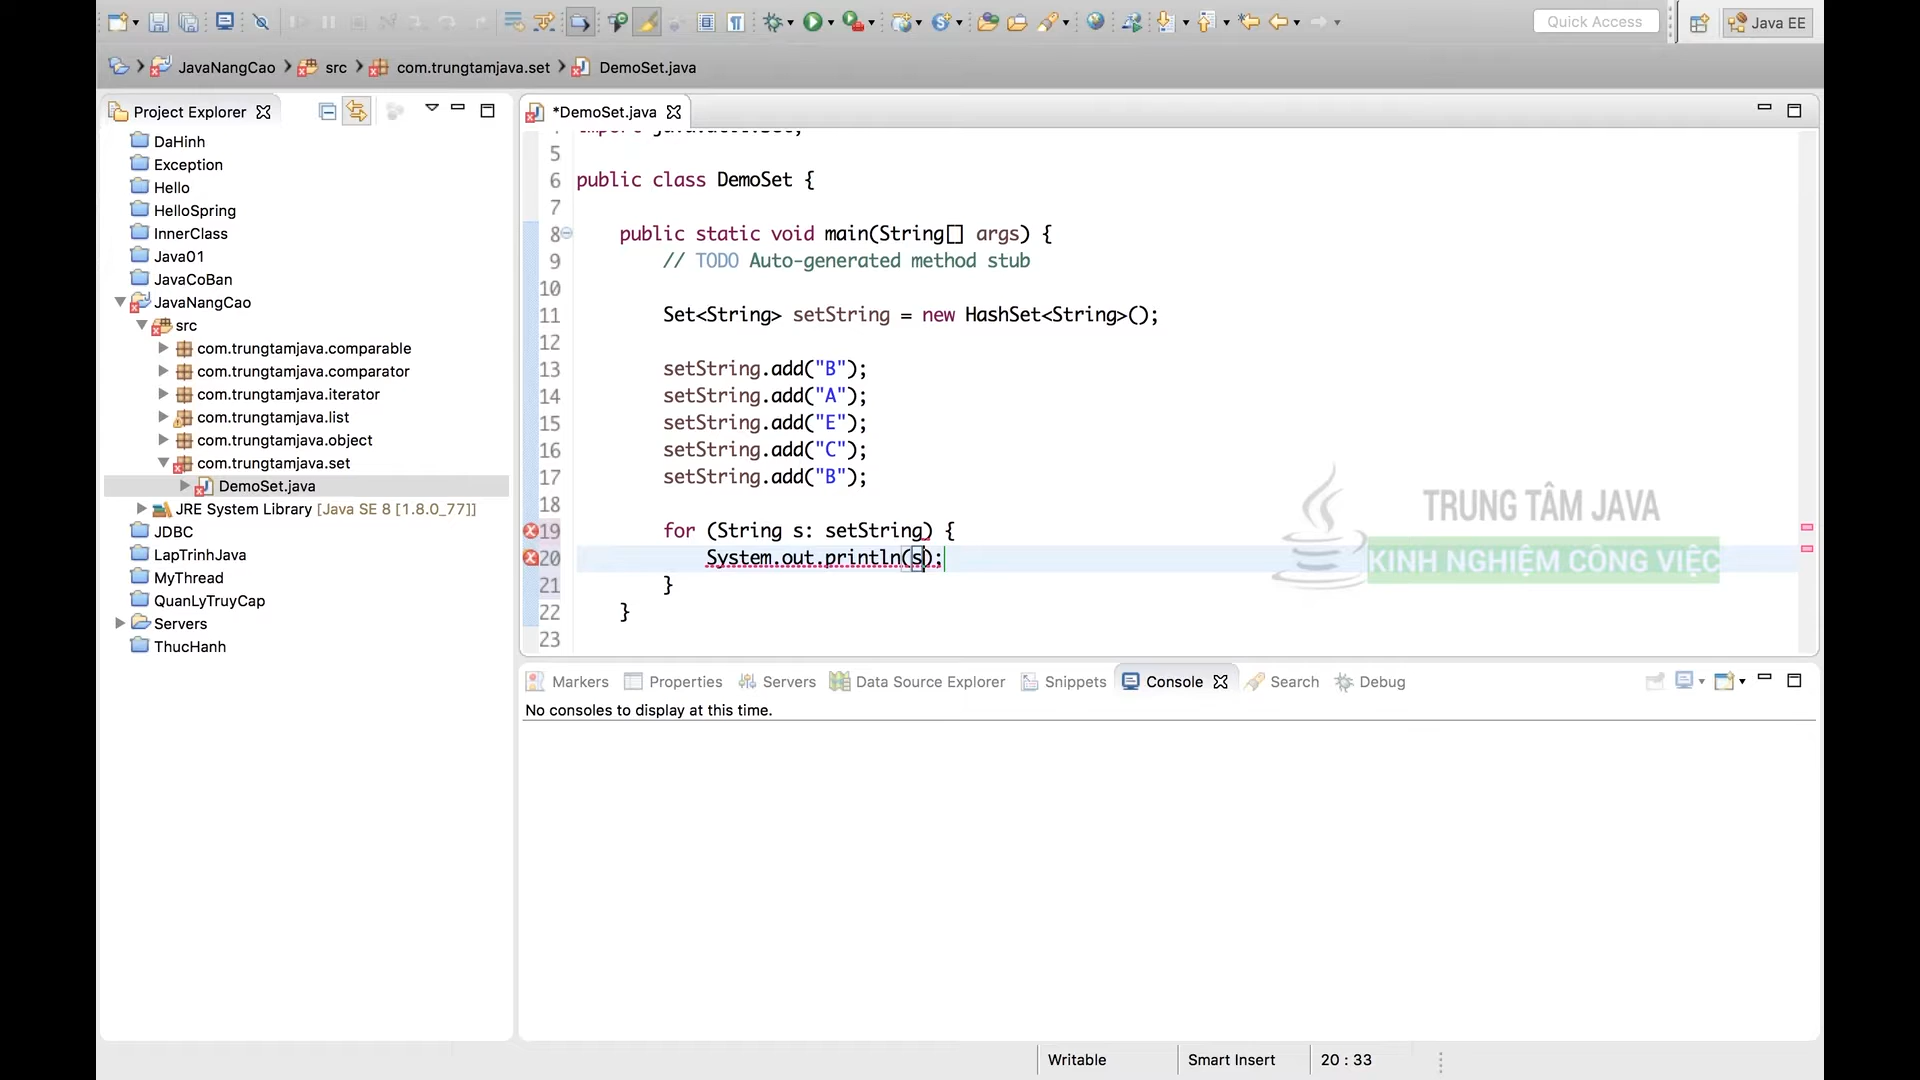 Quick Access
Java EE
JavaNangCao
src
com.trungtamjava.set
DemoSet.java
Project Explorer
DaHinh
Exception
Hello
HelloSpring
InnerClass
Java01
JavaCoBan
JavaNangCao
src
com.trungtamjava.comparable
com.trungtamjava.comparator
com.trungtamjava.iterator
com.trungtamjava.list
com.trungtamjava.object
com.trungtamjava.set
DemoSet.java
JRE System Library [Java SE 8 [1.8.0_77]]
JDBC
LapTrinhJava
MyThread
QuanLyTruyCap
Servers
ThucHanh
*DemoSet.java
5
6 public class DemoSet {
7
8 public static void main(String[] args) {
9 // TODO Auto-generated method stub
10
11 Set<String> setString = new HashSet<String>();
12
13 setString.add("B");
14 setString.add("A");
15 setString.add("E");
16 setString.add("C");
17 setString.add("B");
18
19 for (String s: setString) {
20 System.out.println(s);
21 }
22 }
23
TRUNG TÂM JAVA
KINH NGHIỆM CÔNG VIỆC
Markers
Properties
Servers
Data Source Explorer
Snippets
Console
Search
Debug
No consoles to display at this time.
Writable
Smart Insert
20 : 33